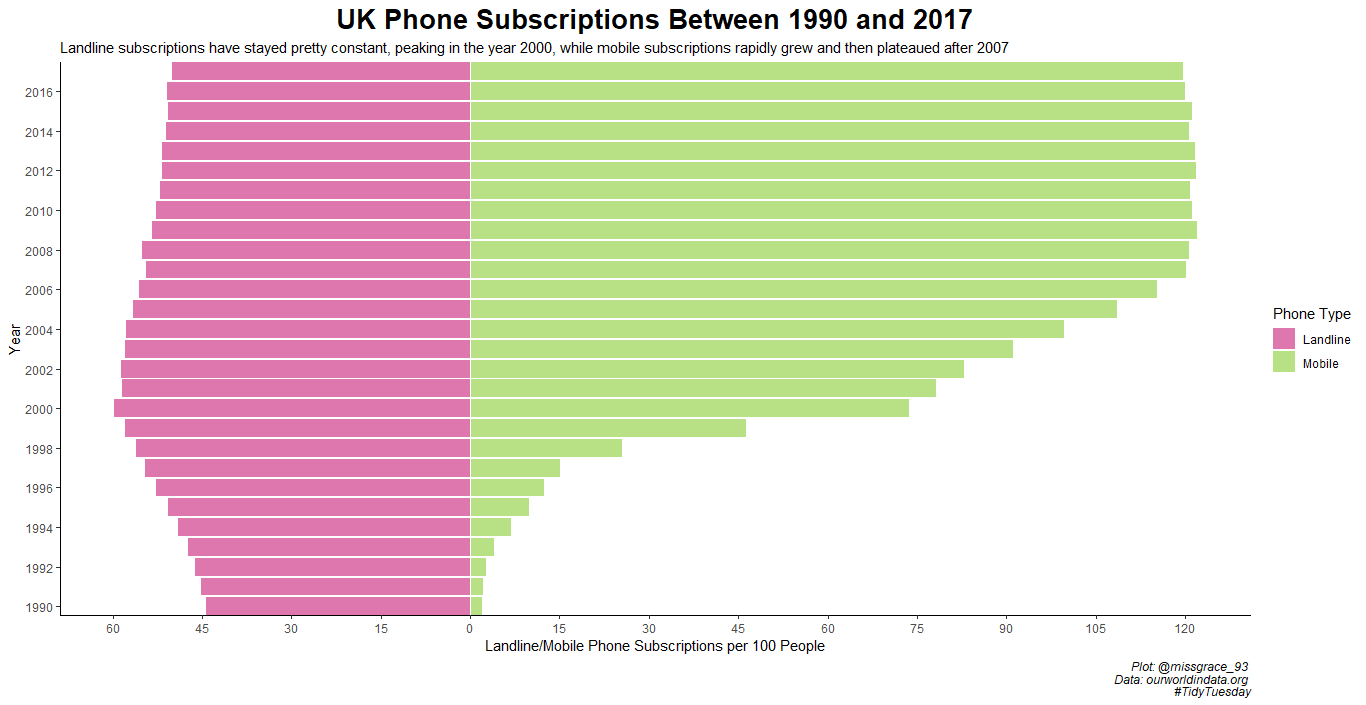 UK Phone Subscriptions Between 1990 and 2017
Landline subscriptions have stayed pretty constant, peaking in the year 2000, while mobile subscriptions rapidly grew and then plateaued after 2007
2016
2014
2012
2010
2008
2006
2004
2002
2000
1998
1996
1994
1992
1990
Year
60 45 30 15 0 15 30 45 60 75 90 105 120
Landline/Mobile Phone Subscriptions per 100 People
Phone Type
Landline
Mobile
Plot: @missgrace_93
Data: ourworldindata.org
#TidyTuesday